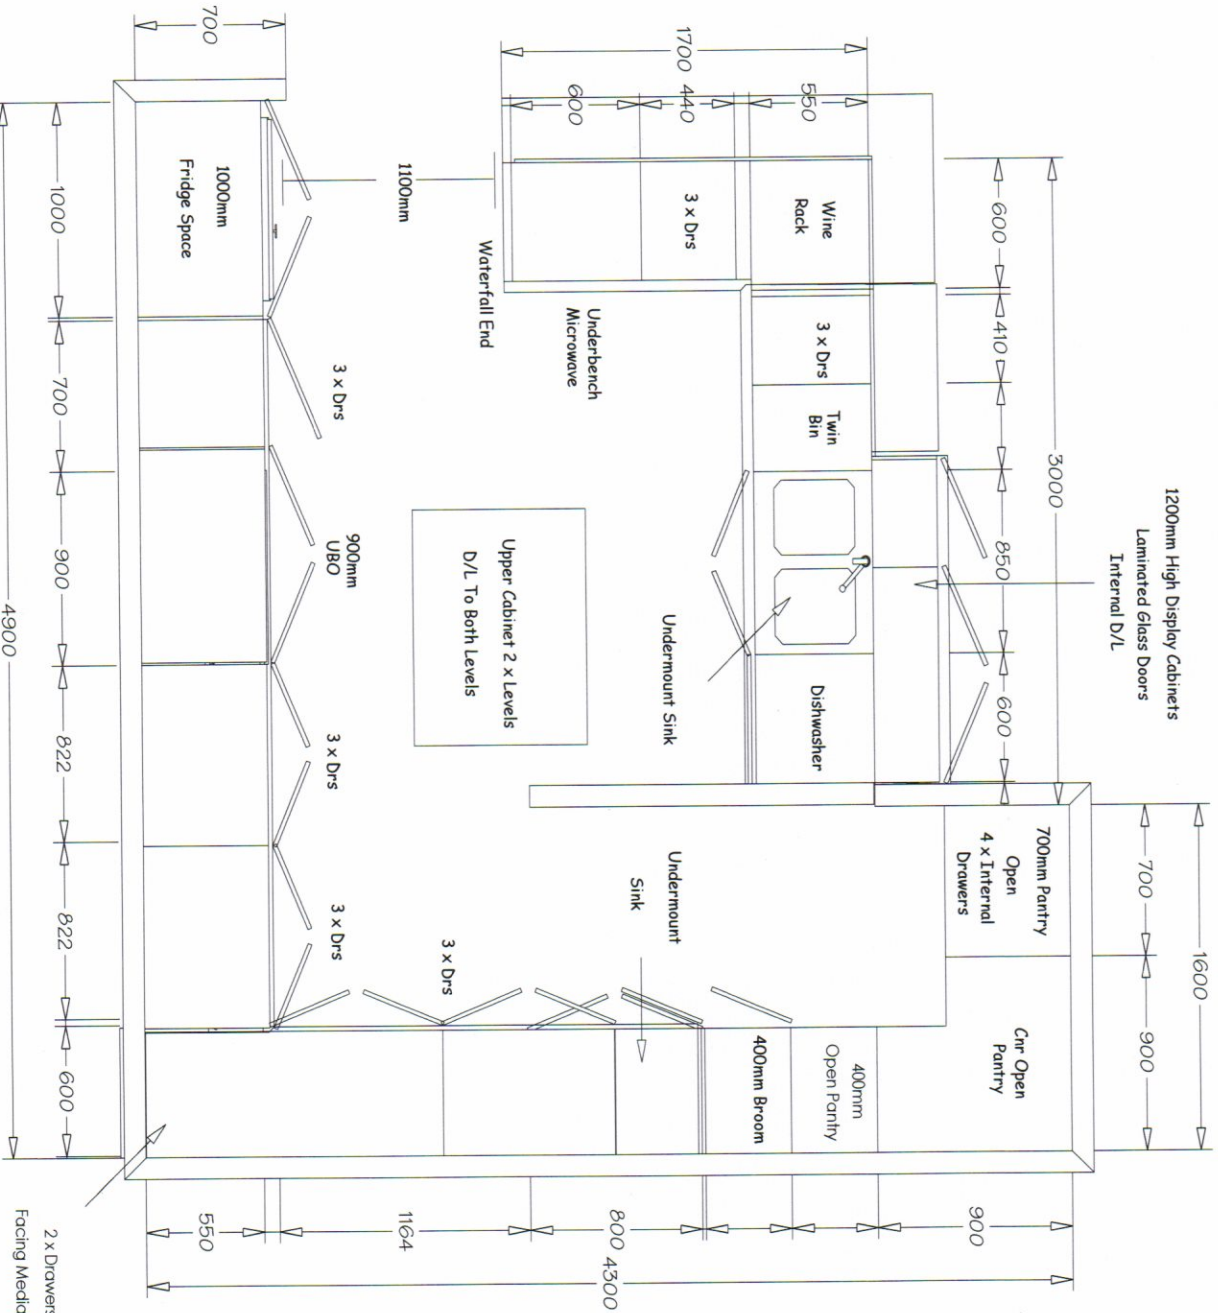 700
1000mm
Fridge Space
1000
700
900
822
822
600
4900
1700
550
440
600
1100mm
Wine
Rack
3 x Drs
Waterfall End
Underbench
Microwave
3 x Drs
Twin
Bin
Undermount Sink
Dishwasher
600
410
850
600
3000
1200mm High Display Cabinets
Laminated Glass Doors
Internal D/L
3 x Drs
900mm
UBO
Upper Cabinet 2 x Levels
D/L To Both Levels
3 x Drs
3 x Drs
3 x Drs
Undermount
Sink
700mm Pantry
Open
4 x Internal
Drawers
700
900
1600
Cnr Open
Pantry
400mm
Open Pantry
400mm Broom
900
800
1164
550
4300
2 x Drawers
Facing Media